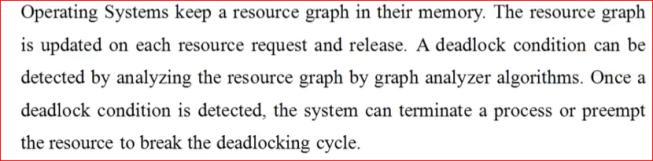 Operating Systems keep a resource graph in their memory. The resource graph
is updated on each resource request and release. A deadlock condition can be
detected by analyzing the resource graph by graph analyzer algorithms. Once a
deadlock condition is detected, the system can terminate a process or preempt
the resource to break the deadlocking cycle.